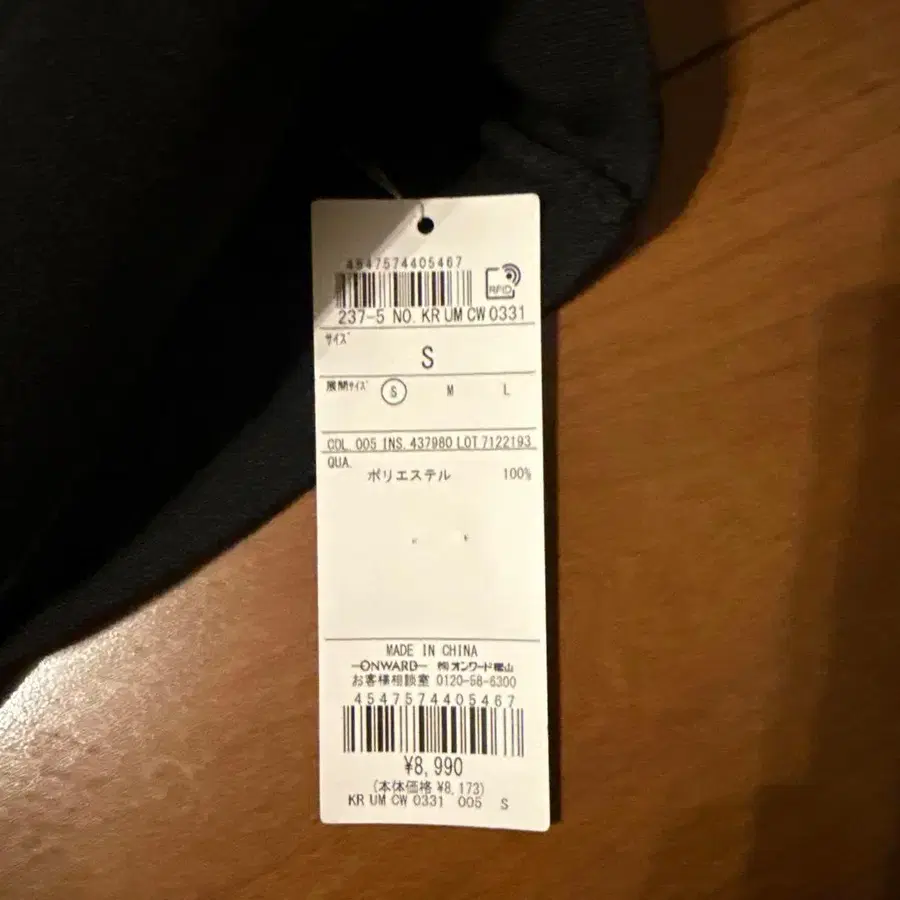 4547574405467
RFID
237-5 NO. KR UM CW 0331
サイズ
S
展開サイズ S M L
COL. 005 INS. 437980 LOT 7122193
QUA.
ポリエステル 100%
MADE IN CHINA
ONWARD ㈱オンワード樫山
お客様相談室 0120-58-6300
4547574405467
¥8,990
(本体価格 ¥8,173)
KR UM CW 0331 005 S